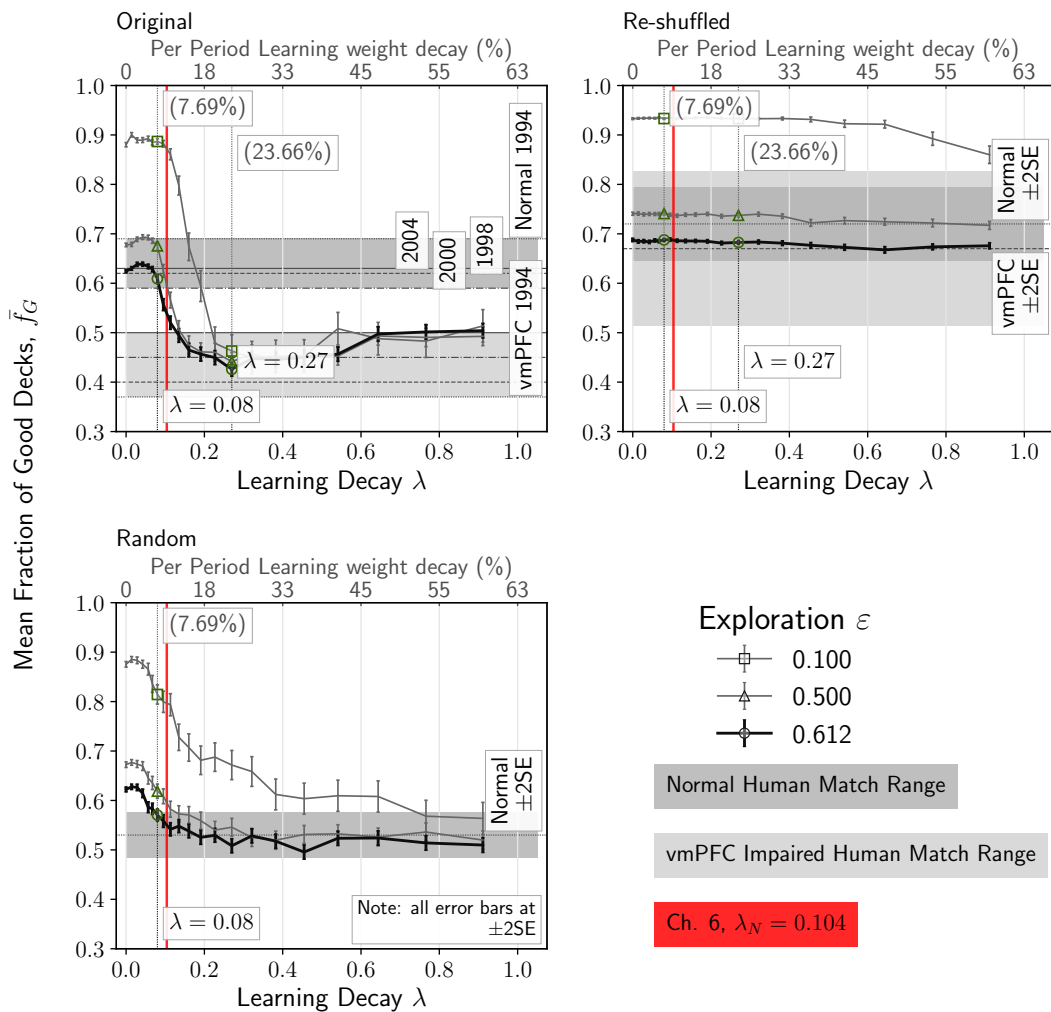 Original
Per Period Learning weight decay (%)
0 18 33 45 55 63
(7.69%)
(23.66%)
Normal 1994
2004
2000
1998
vmPFC 1994
λ = 0.27
λ = 0.08
1.0
0.9
0.8
0.7
0.6
0.5
0.4
0.3
0.0 0.2 0.4 0.6 0.8 1.0
Learning Decay λ
Re-shuffled
Per Period Learning weight decay (%)
0 18 33 45 55 63
(7.69%)
(23.66%)
Normal
±2SE
vmPFC
±2SE
λ = 0.27
λ = 0.08
1.0
0.9
0.8
0.7
0.6
0.5
0.4
0.3
0.0 0.2 0.4 0.6 0.8 1.0
Learning Decay λ
Mean Fraction of Good Decks, f̄_G
Random
Per Period Learning weight decay (%)
0 18 33 45 55 63
(7.69%)
Normal
±2SE
λ = 0.08
Note: all error bars at
±2SE
1.0
0.9
0.8
0.7
0.6
0.5
0.4
0.3
0.0 0.2 0.4 0.6 0.8 1.0
Learning Decay λ
Exploration ε
0.100
0.500
0.612
Normal Human Match Range
vmPFC Impaired Human Match Range
Ch. 6, λ_N = 0.104